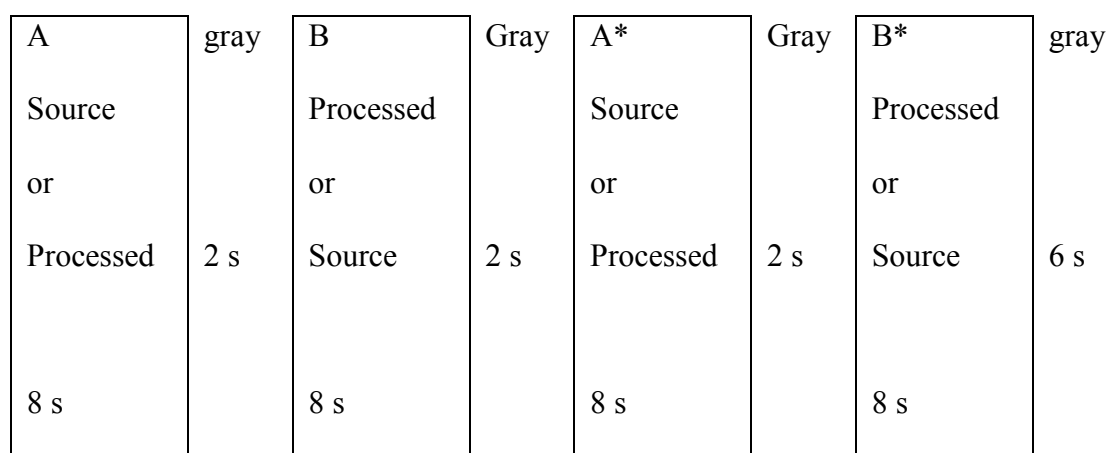 A gray B Gray A* Gray B* gray
Source Processed Source Processed
or or or or
Processed 2 s Source 2 s Processed 2 s Source 6 s
8 s 8 s 8 s 8 s